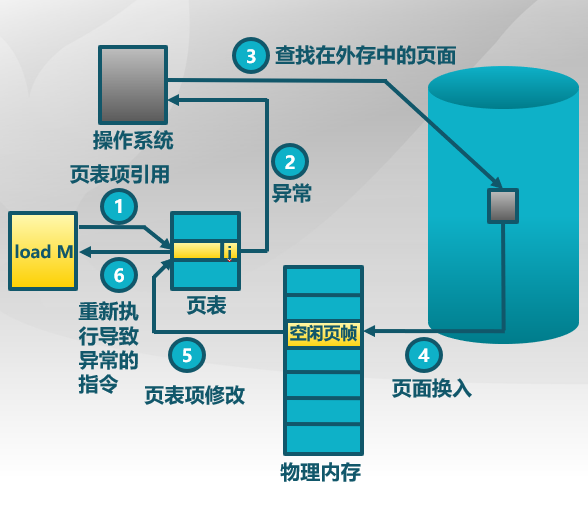 3 查找在外存中的页面
操作系统
2
异常
页表项引用
1
load M
i
6
页表
重新执
行导致
异常的
指令
空闲页帧
5
页表项修改
4
页面换入
物理内存